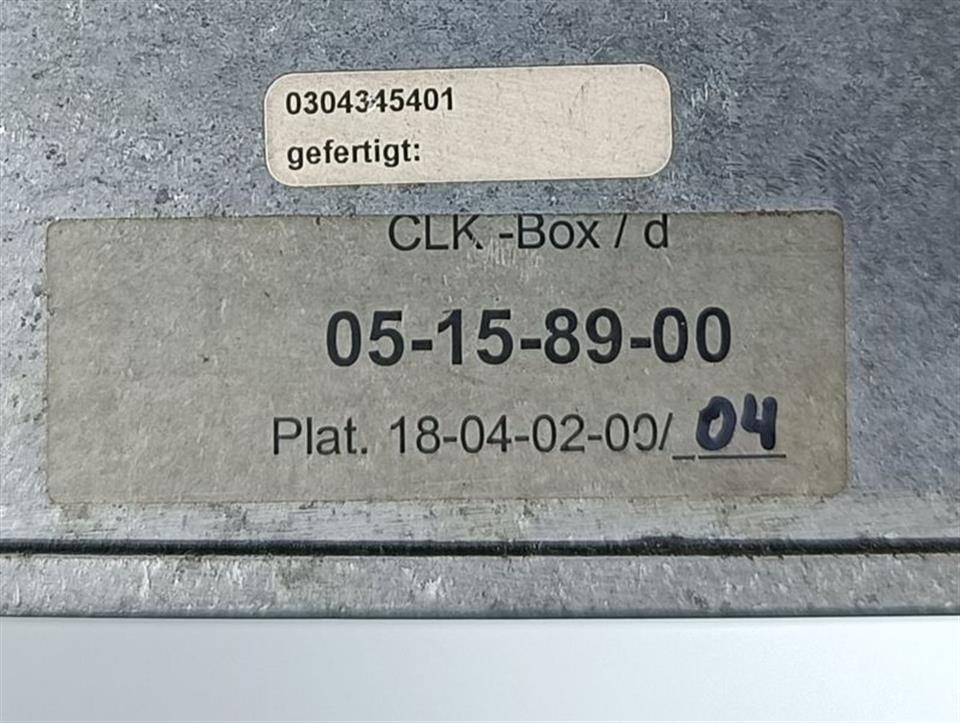 0304345401
gefertigt:
CLK -Box / d
05-15-89-00
Plat. 18-04-02-00/_04